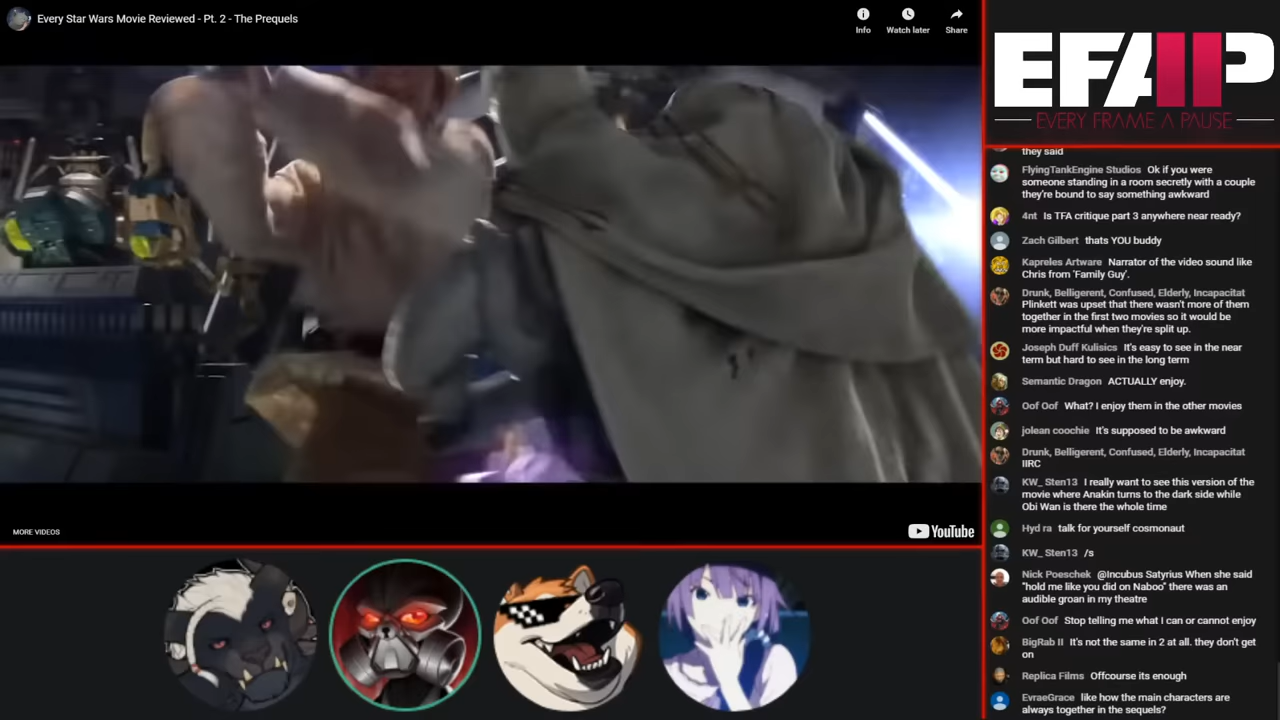 Every Star Wars Movie Reviewed - Pt. 2 - The Prequels
Info
Watch later
Share
MORE VIDEOS
YouTube
EFAP
EVERY FRAME A PAUSE
they said
FlyingTankEngine Studios Ok if you were
someone standing in a room secretly with a couple
they're bound to say something awkward
4nt Is TFA critique part 3 anywhere near ready?
Zach Gilbert thats YOU buddy
Kapreles Artware Narrator of the video sound like
Chris from 'Family Guy'.
Drunk, Belligerent, Confused, Elderly, Incapacitat
Plinkett was upset that there wasn't more of them
together in the first two movies so it would be
more impactful when they're split up.
Joseph Duff Kulisics It's easy to see in the near
term but hard to see in the long term
Semantic Dragon ACTUALLY enjoy.
Oof Oof What? I enjoy them in the other movies
jolean coochie It's supposed to be awkward
Drunk, Belligerent, Confused, Elderly, Incapacitat
IIRC
KW_ Sten13 I really want to see this version of the
movie where Anakin turns to the dark side while
Obi Wan is there the whole time
Hyd ra talk for yourself cosmonaut
KW_ Sten13 /s
Nick Poeschek @Incubus Satyrius When she said
"hold me like you did on Naboo" there was an
audible groan in my theatre
Oof Oof Stop telling me what I can or cannot enjoy
BigRab II It's not the same in 2 at all. they don't get
on
Replica Films Offcourse its enough
EvraeGrace like how the main characters are
always together in the sequels?